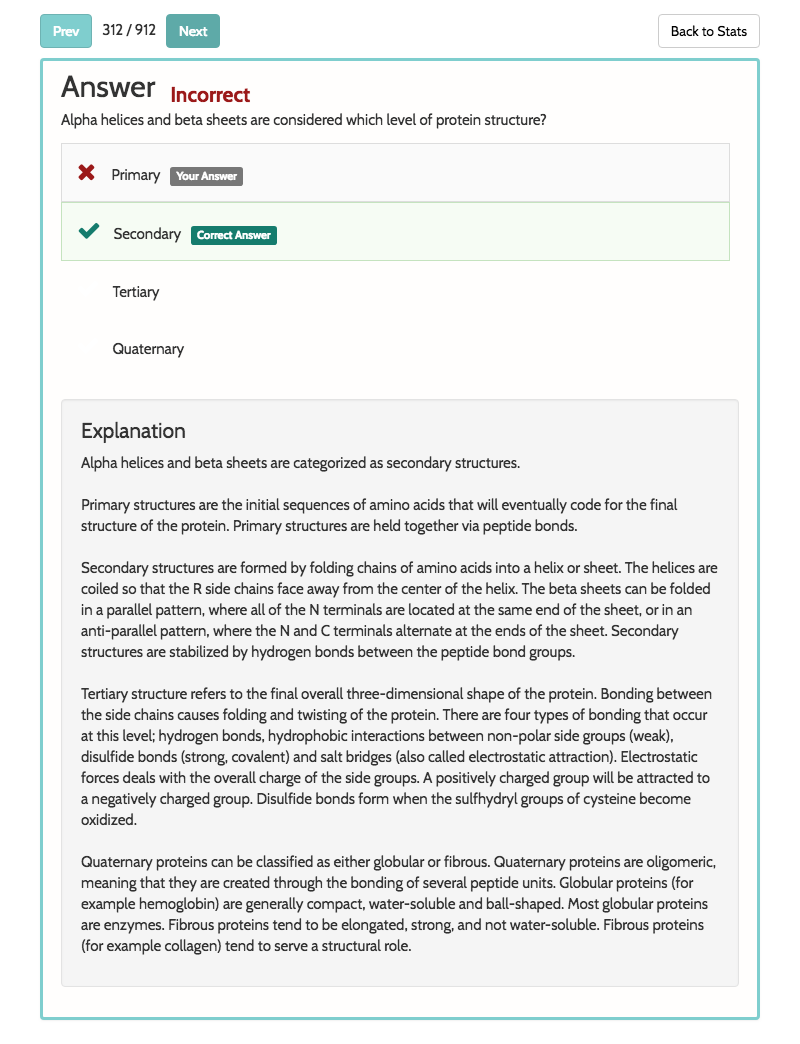 Prev 312 / 912 Next Back to Stats
Answer Incorrect
Alpha helices and beta sheets are considered which level of protein structure?
Primary Your Answer
Secondary Correct Answer
Tertiary
Quaternary
Explanation
Alpha helices and beta sheets are categorized as secondary structures.
Primary structures are the initial sequences of amino acids that will eventually code for the final
structure of the protein. Primary structures are held together via peptide bonds.
Secondary structures are formed by folding chains of amino acids into a helix or sheet. The helices are
coiled so that the R side chains face away from the center of the helix. The beta sheets can be folded
in a parallel pattern, where all of the N terminals are located at the same end of the sheet, or in an
anti-parallel pattern, where the N and C terminals alternate at the ends of the sheet. Secondary
structures are stabilized by hydrogen bonds between the peptide bond groups.
Tertiary structure refers to the final overall three-dimensional shape of the protein. Bonding between
the side chains causes folding and twisting of the protein. There are four types of bonding that occur
at this level; hydrogen bonds, hydrophobic interactions between non-polar side groups (weak),
disulfide bonds (strong, covalent) and salt bridges (also called electrostatic attraction). Electrostatic
forces deals with the overall charge of the side groups. A positively charged group will be attracted to
a negatively charged group. Disulfide bonds form when the sulfhydryl groups of cysteine become
oxidized.
Quaternary proteins can be classified as either globular or fibrous. Quaternary proteins are oligomeric,
meaning that they are created through the bonding of several peptide units. Globular proteins (for
example hemoglobin) are generally compact, water-soluble and ball-shaped. Most globular proteins
are enzymes. Fibrous proteins tend to be elongated, strong, and not water-soluble. Fibrous proteins
(for example collagen) tend to serve a structural role.